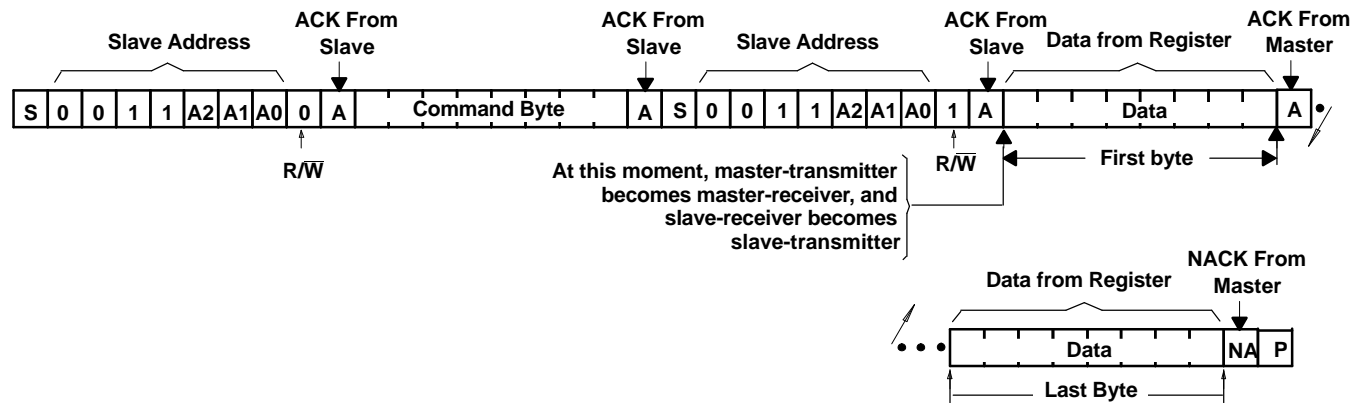 ACK From
Slave
Slave Address
ACK From
Slave
Slave Address
ACK From
Slave
Data from Register
ACK From
Master
S 0 0 1 1 A2 A1 A0 0 A Command Byte A S 0 0 1 1 A2 A1 A0 1 A Data A
R/W̅
R/W̅
First byte
At this moment, master-transmitter
becomes master-receiver, and
slave-receiver becomes
slave-transmitter
Data from Register
NACK From
Master
Data NA P
Last Byte